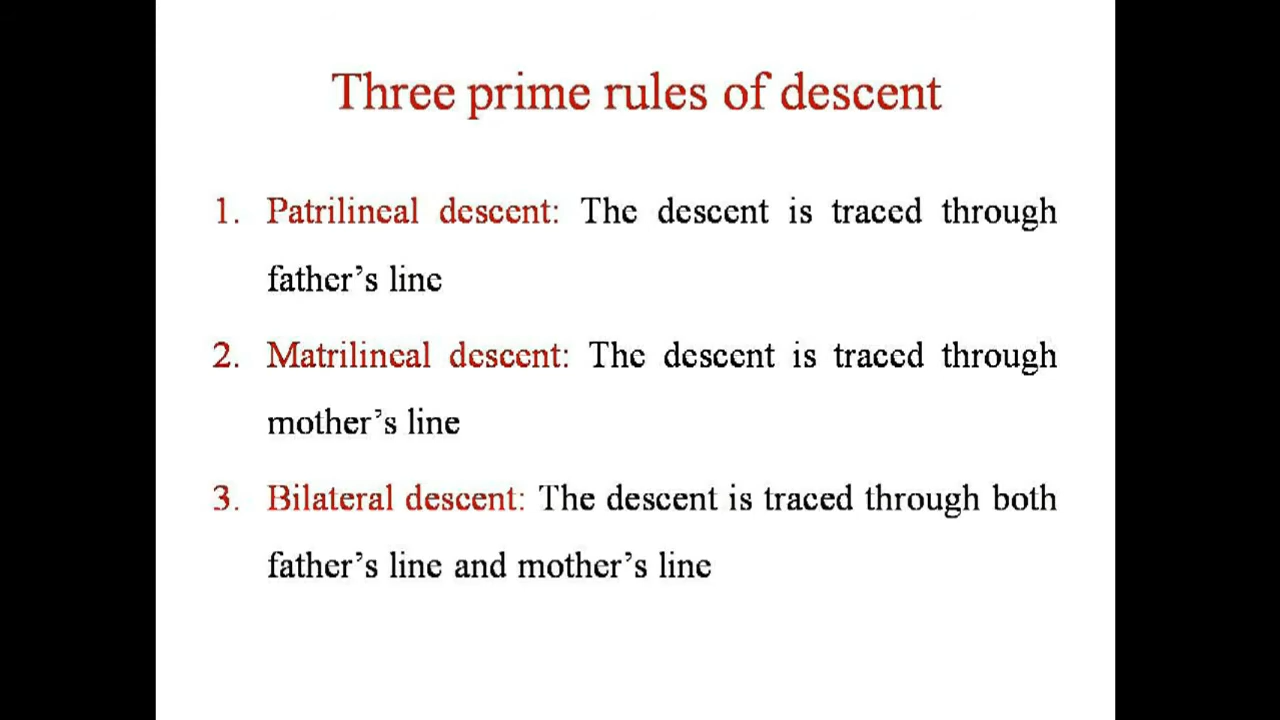 Three prime rules of descent
1. Patrilineal descent: The descent is traced through
father’s line
2. Matrilineal descent: The descent is traced through
mother’s line
3. Bilateral descent: The descent is traced through both
father’s line and mother’s line